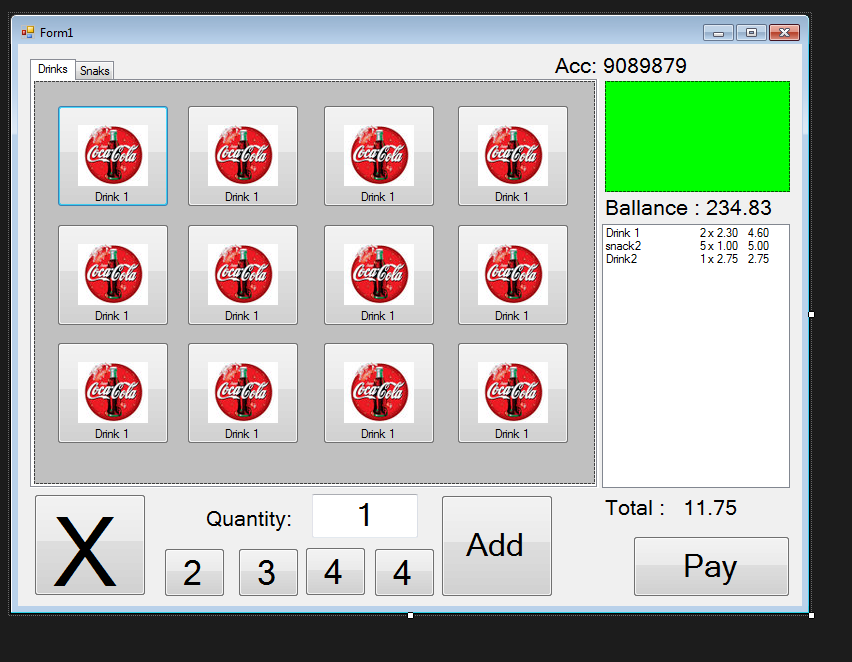 Form1
Drinks Snaks
Acc: 9089879
Coca-Cola Coca-Cola Coca-Cola Coca-Cola
Drink 1 Drink 1 Drink 1 Drink 1
Coca-Cola Coca-Cola Coca-Cola Coca-Cola
Drink 1 Drink 1 Drink 1 Drink 1
Coca-Cola Coca-Cola Coca-Cola Coca-Cola
Drink 1 Drink 1 Drink 1 Drink 1
Ballance : 234.83
Drink 1 2 x 2.30 4.60
snack2 5 x 1.00 5.00
Drink2 1 x 2.75 2.75
Total : 11.75
X
Quantity: 1
2 3 4 4
Add
Pay